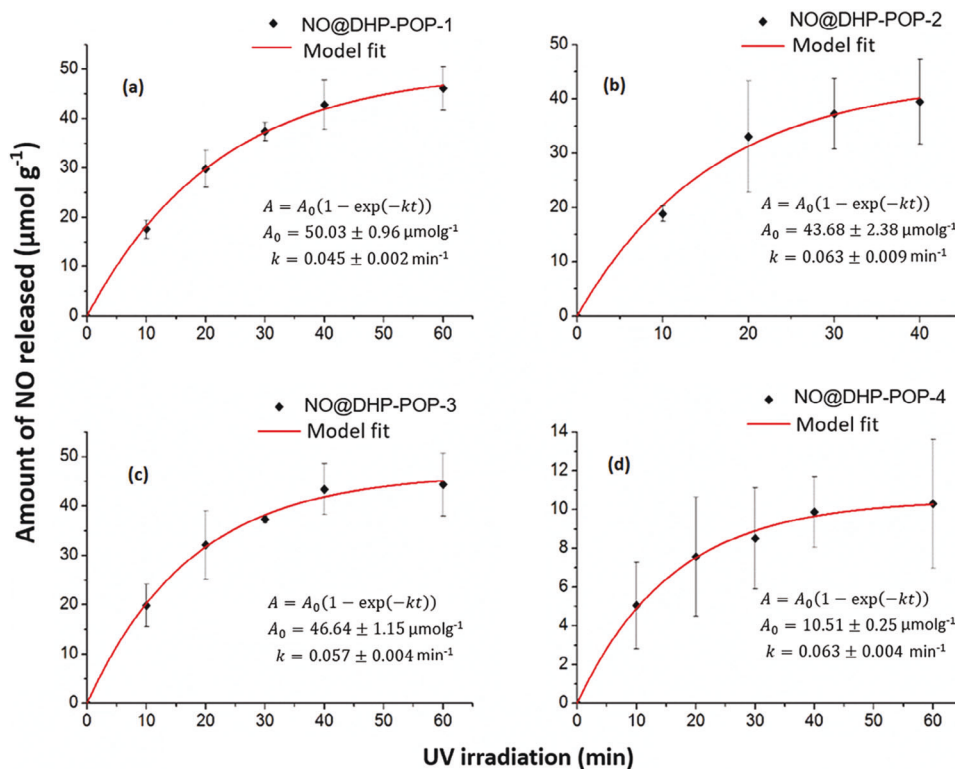 NO@DHP-POP-1
Model fit
(a)
50
40
30
20
10
0
A = A₀(1 − exp(−kt))
A₀ = 50.03 ± 0.96 μmolg⁻¹
k = 0.045 ± 0.002 min⁻¹
0 10 20 30 40 50 60
NO@DHP-POP-2
Model fit
(b)
50
40
30
20
10
0
A = A₀(1 − exp(−kt))
A₀ = 43.68 ± 2.38 μmolg⁻¹
k = 0.063 ± 0.009 min⁻¹
0 10 20 30 40
Amount of NO released (μmol g⁻¹)
NO@DHP-POP-3
Model fit
(c)
50
40
30
20
10
0
A = A₀(1 − exp(−kt))
A₀ = 46.64 ± 1.15 μmolg⁻¹
k = 0.057 ± 0.004 min⁻¹
0 10 20 30 40 50 60
NO@DHP-POP-4
Model fit
(d)
14
12
10
8
6
4
2
0
A = A₀(1 − exp(−kt))
A₀ = 10.51 ± 0.25 μmolg⁻¹
k = 0.063 ± 0.004 min⁻¹
0 10 20 30 40 50 60
UV irradiation (min)